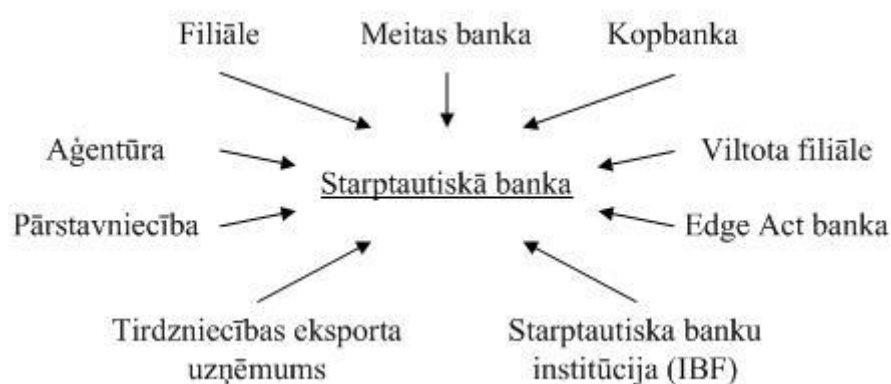 Filiāle
Meitas banka
Kopbanka
Aģentūra
Viltota filiāle
Starptautiskā banka
Pārstavniecība
Edge Act banka
Tirdzniecības eksporta
uzņēmums
Starptautiska banku
institūcija (IBF)